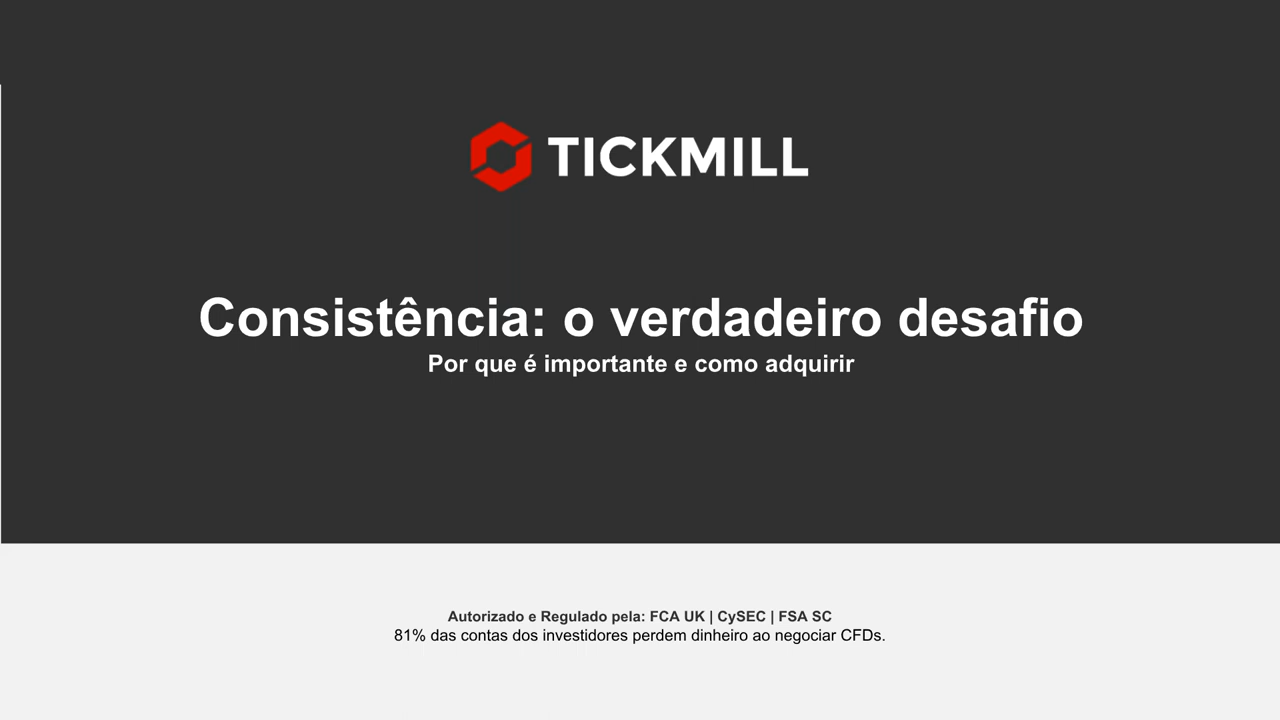 TICKMILL
Consistência: o verdadeiro desafio
Por que é importante e como adquirir
Autorizado e Regulado pela: FCA UK | CySEC | FSA SC
81% das contas dos investidores perdem dinheiro ao negociar CFDs.